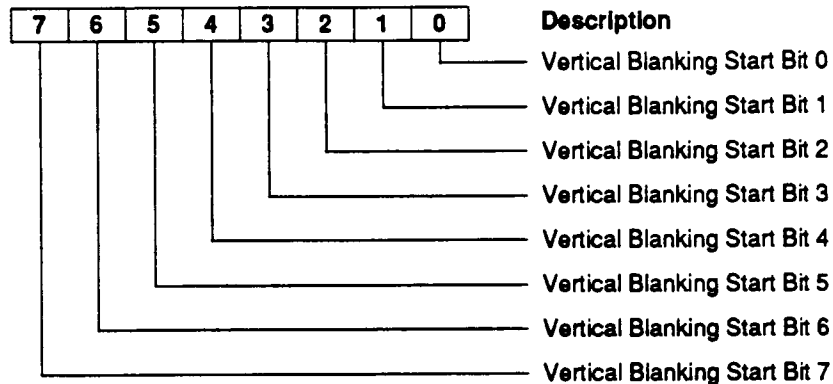 7 6 5 4 3 2 1 0 Description
Vertical Blanking Start Bit 0
Vertical Blanking Start Bit 1
Vertical Blanking Start Bit 2
Vertical Blanking Start Bit 3
Vertical Blanking Start Bit 4
Vertical Blanking Start Bit 5
Vertical Blanking Start Bit 6
Vertical Blanking Start Bit 7